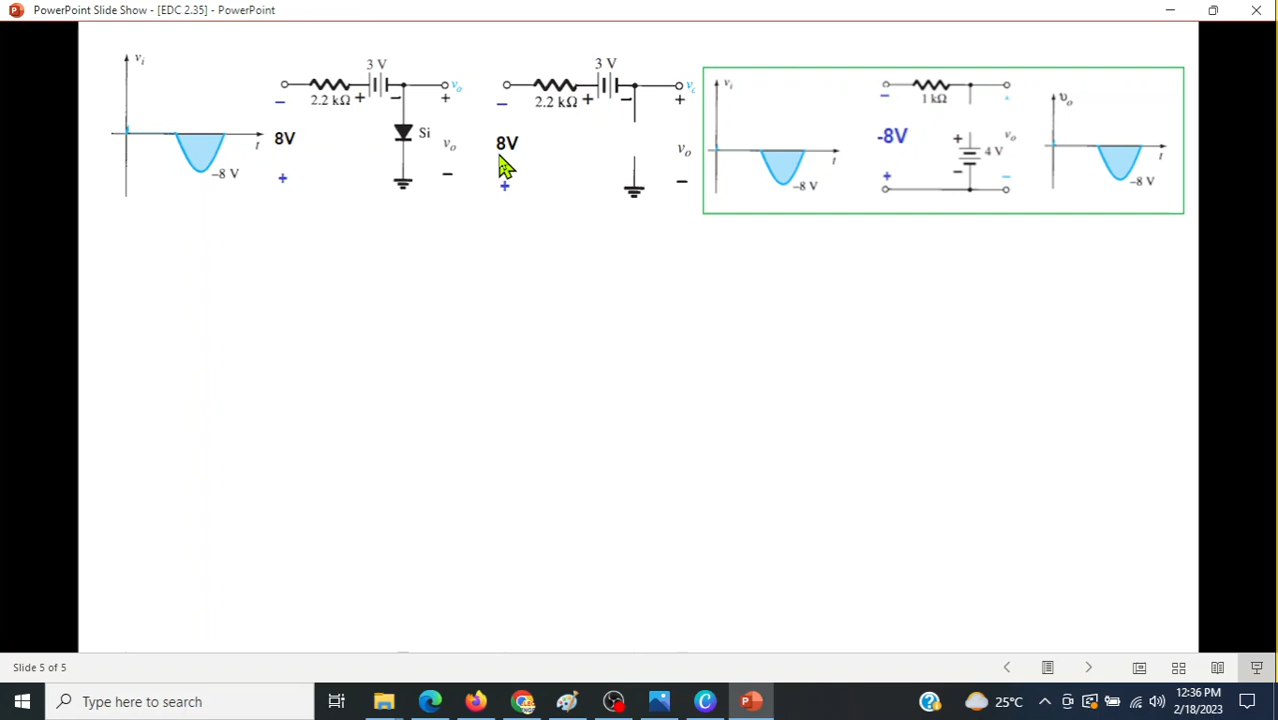 PowerPoint Slide Show - [EDC 2.35] - PowerPoint
vi
t
-8 V
8V
−
+
3 V
2.2 kΩ
+
−
Si
vo
+
vo
−
3 V
2.2 kΩ
+
−
−
8V
+
+
vo
−
vi
t
-8 V
−
-8V
+
1 kΩ
+
4 V
−
vo
−
υo
t
-8 V
Slide 5 of 5
Type here to search
25°C
12:36 PM
2/18/2023